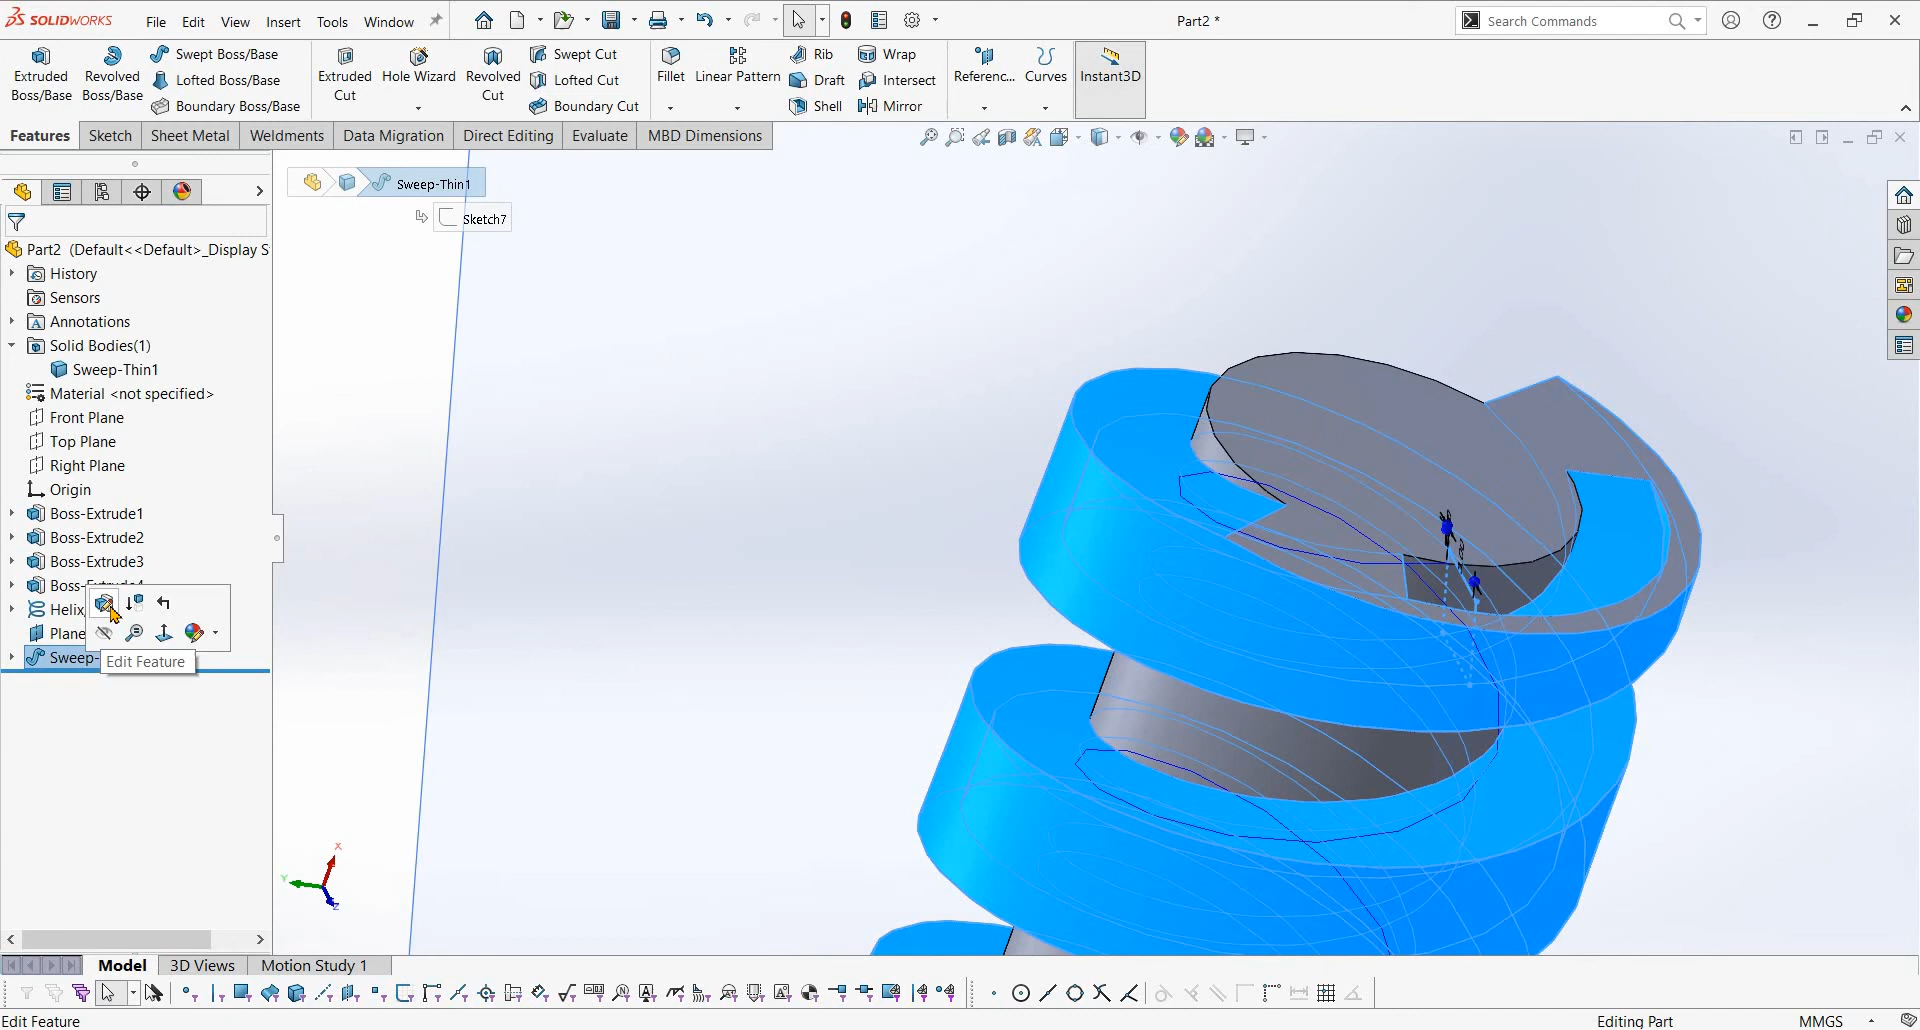 SOLIDWORKS
File Edit View Insert Tools Window
Part2 *
Search Commands
Extruded Boss/Base
Revolved Boss/Base
Swept Boss/Base
Lofted Boss/Base
Boundary Boss/Base
Extruded Cut
Hole Wizard
Revolved Cut
Swept Cut
Lofted Cut
Boundary Cut
Fillet
Linear Pattern
Rib
Draft
Shell
Wrap
Intersect
Mirror
Referenc...
Curves
Instant3D
Features Sketch Sheet Metal Weldments Data Migration Direct Editing Evaluate MBD Dimensions
Sweep-Thin1
Sketch7
Part2 (Default<<Default>_Display S
History
Sensors
Annotations
Solid Bodies(1)
Sweep-Thin1
Material <not specified>
Front Plane
Top Plane
Right Plane
Origin
Boss-Extrude1
Boss-Extrude2
Boss-Extrude3
Boss-Extrude4
Helix
Plane
Sweep-
Edit Feature
X
Y
Z
Model 3D Views Motion Study 1
Edit Feature
Editing Part
MMGS